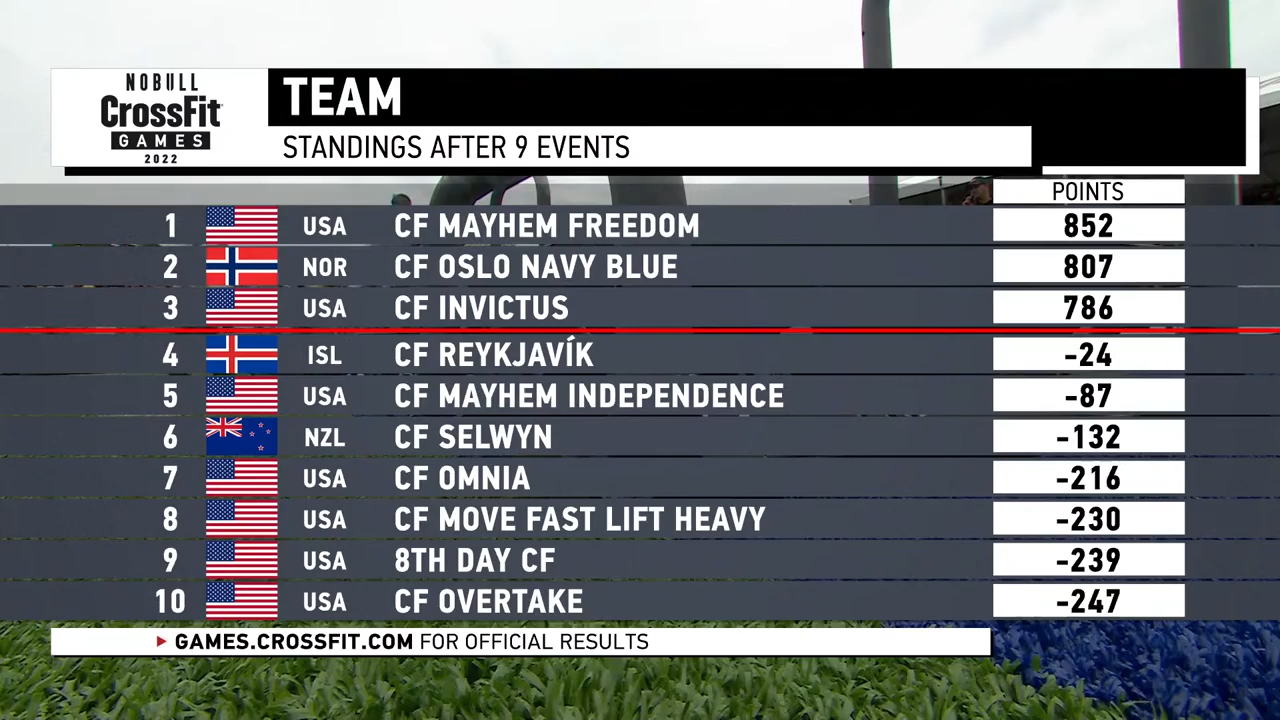 NOBULL
CrossFit
GAMES
2022
TEAM
STANDINGS AFTER 9 EVENTS
POINTS
1 USA CF MAYHEM FREEDOM 852
2 NOR CF OSLO NAVY BLUE 807
3 USA CF INVICTUS 786
4 ISL CF REYKJAVÍK -24
5 USA CF MAYHEM INDEPENDENCE -87
6 NZL CF SELWYN -132
7 USA CF OMNIA -216
8 USA CF MOVE FAST LIFT HEAVY -230
9 USA 8TH DAY CF -239
10 USA CF OVERTAKE -247
GAMES.CROSSFIT.COM FOR OFFICIAL RESULTS